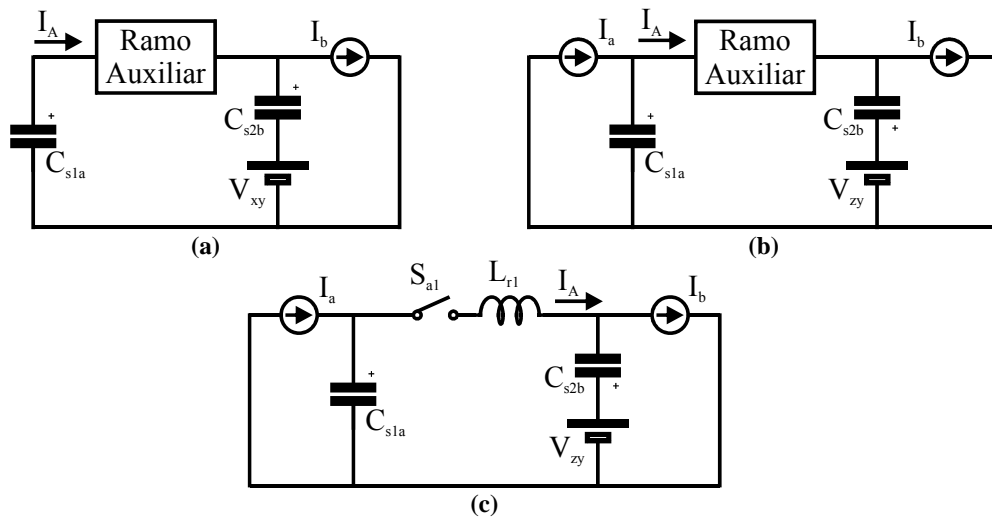 I_A
Ramo
Auxiliar
I_b
+
C_s2b
+
C_s1a
V_xy
(a)
I_a
I_A
Ramo
Auxiliar
I_b
+
C_s2b
+
C_s1a
V_zy
(b)
I_a
S_a1
L_r1
I_A
I_b
+
C_s2b
+
C_s1a
V_zy
(c)